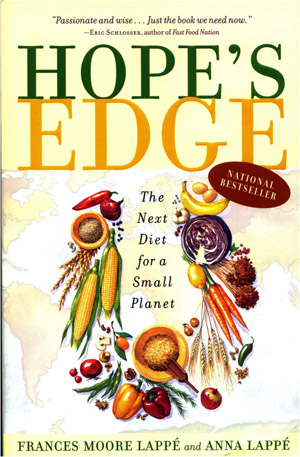 "Passionate and wise . . . Just the book we need now."
—Eric Schlosser, author of Fast Food Nation
HOPE'S
EDGE
NATIONAL
BESTSELLER
The
Next
Diet
for a
Small
Planet
FRANCES MOORE LAPPÉ and ANNA LAPPÉ